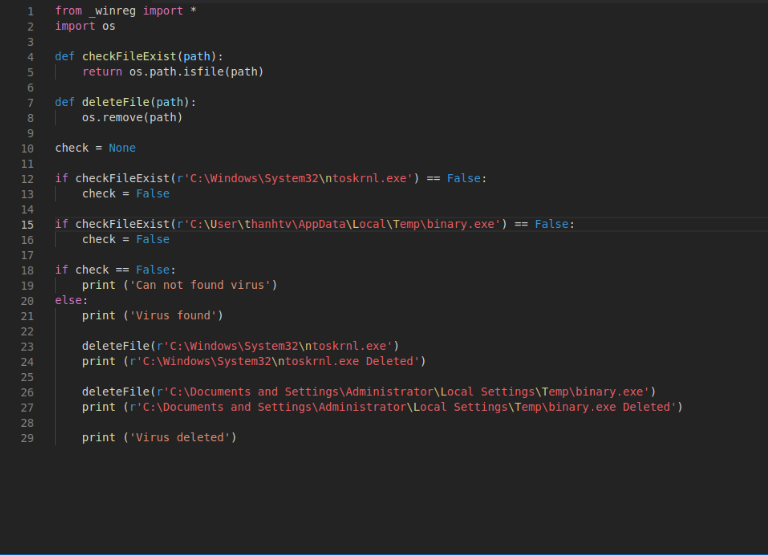 1 from _winreg import *
2 import os
3
4 def checkFileExist(path):
5     return os.path.isfile(path)
6
7 def deleteFile(path):
8     os.remove(path)
9
10 check = None
11
12 if checkFileExist(r'C:\Windows\System32\ntoskrnl.exe') == False:
13     check = False
14
15 if checkFileExist(r'C:\User\thanhtv\AppData\Local\Temp\binary.exe') == False:
16     check = False
17
18 if check == False:
19     print ('Can not found virus')
20 else:
21     print ('Virus found')
22
23     deleteFile(r'C:\Windows\System32\ntoskrnl.exe')
24     print (r'C:\Windows\System32\ntoskrnl.exe Deleted')
25
26     deleteFile(r'C:\Documents and Settings\Administrator\Local Settings\Temp\binary.exe')
27     print (r'C:\Documents and Settings\Administrator\Local Settings\Temp\binary.exe Deleted')
28
29     print ('Virus deleted')